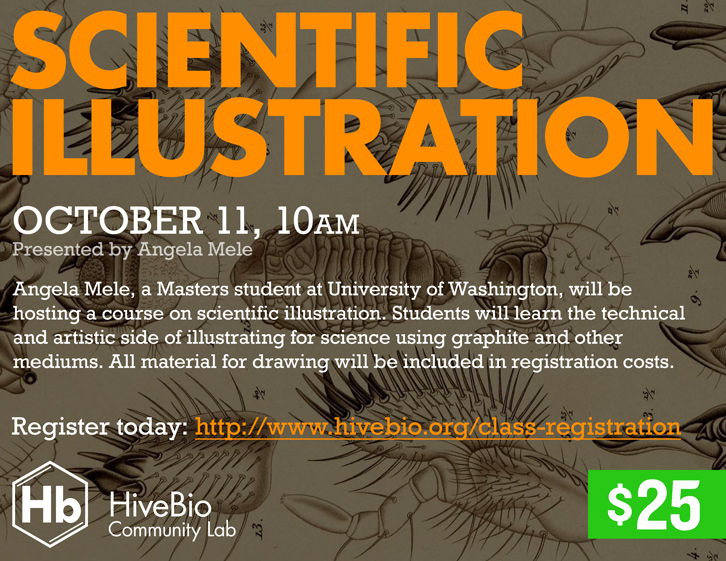 SCIENTIFIC
ILLUSTRATION
OCTOBER 11, 10AM
Presented by Angela Mele
Angela Mele, a Masters student at University of Washington, will be
hosting a course on scientific illustration. Students will learn the technical
and artistic side of illustrating for science using graphite and other
mediums. All material for drawing will be included in registration costs.
Register today: http://www.hivebio.org/class-registration
Hb
HiveBio
Community Lab
$25
13.
9.